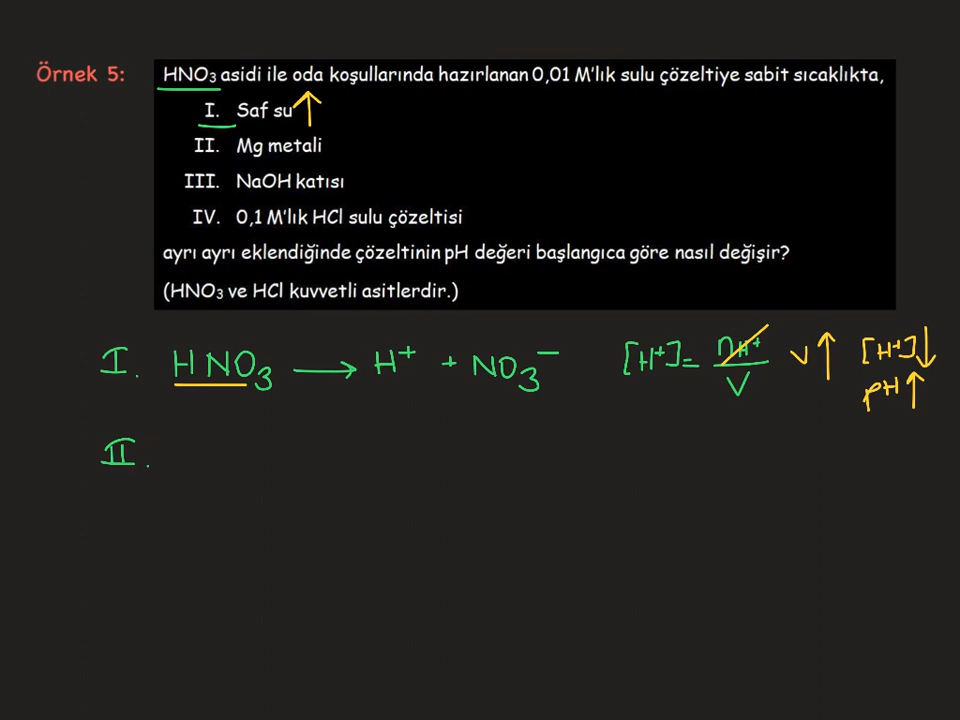 Örnek 5:
HNO₃ asidi ile oda koşullarında hazırlanan 0,01 M'lık sulu çözeltiye sabit sıcaklıkta,
I. Saf su ↑
II. Mg metali
III. NaOH katısı
IV. 0,1 M'lık HCl sulu çözeltisi
ayrı ayrı eklendiğinde çözeltinin pH değeri başlangıca göre nasıl değişir?
(HNO₃ ve HCl kuvvetli asitlerdir.)
I. HNO₃ → H⁺ + NO₃⁻ [H⁺] = nH⁺/V V↑ [H⁺]↓
pH↑
II.